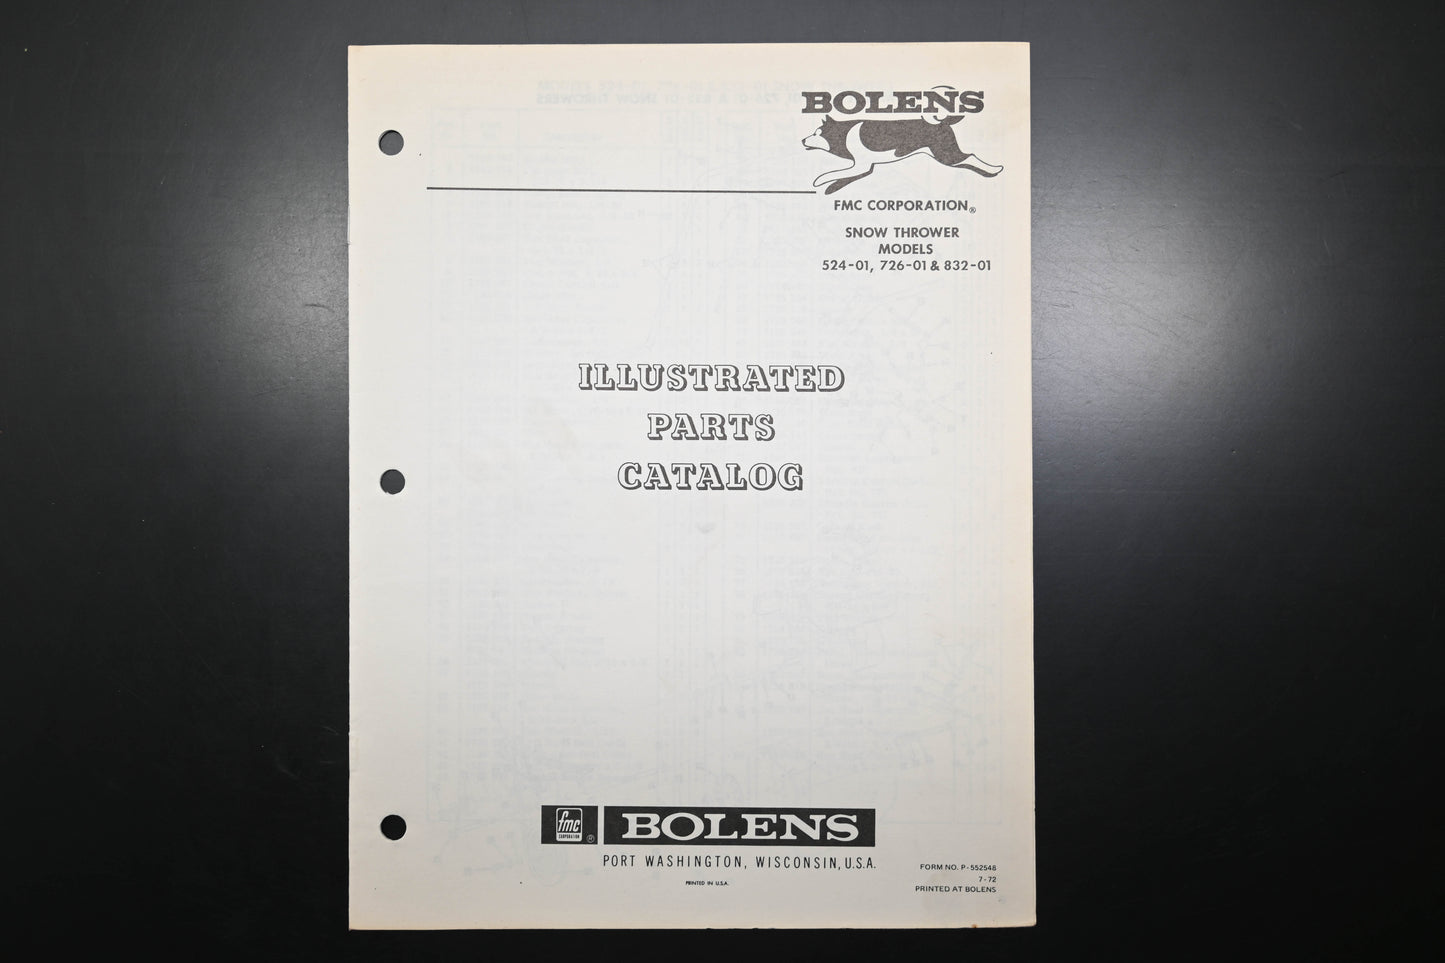 BOLENS
FMC CORPORATION®
SNOW THROWER
MODELS
524-01, 726-01 & 832-01
ILLUSTRATED
PARTS
CATALOG
fmc
CORPORATION
®
BOLENS
PORT WASHINGTON, WISCONSIN, U.S.A.
PRINTED IN U.S.A.
FORM NO. P-552548
7-72
PRINTED AT BOLENS